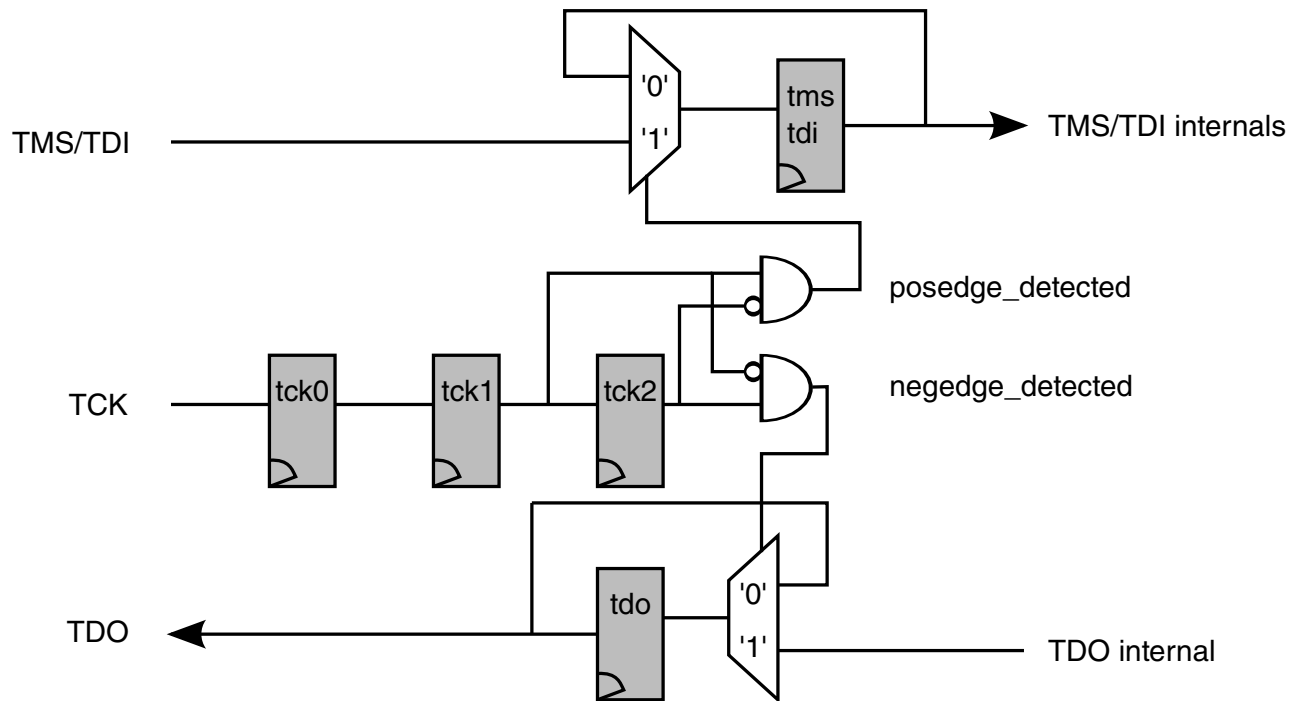 '0'
tms
TMS/TDI
'1'
tdi
TMS/TDI internals
posedge_detected
TCK
tck0
tck1
tck2
negedge_detected
TDO
tdo
'0'
'1'
TDO internal